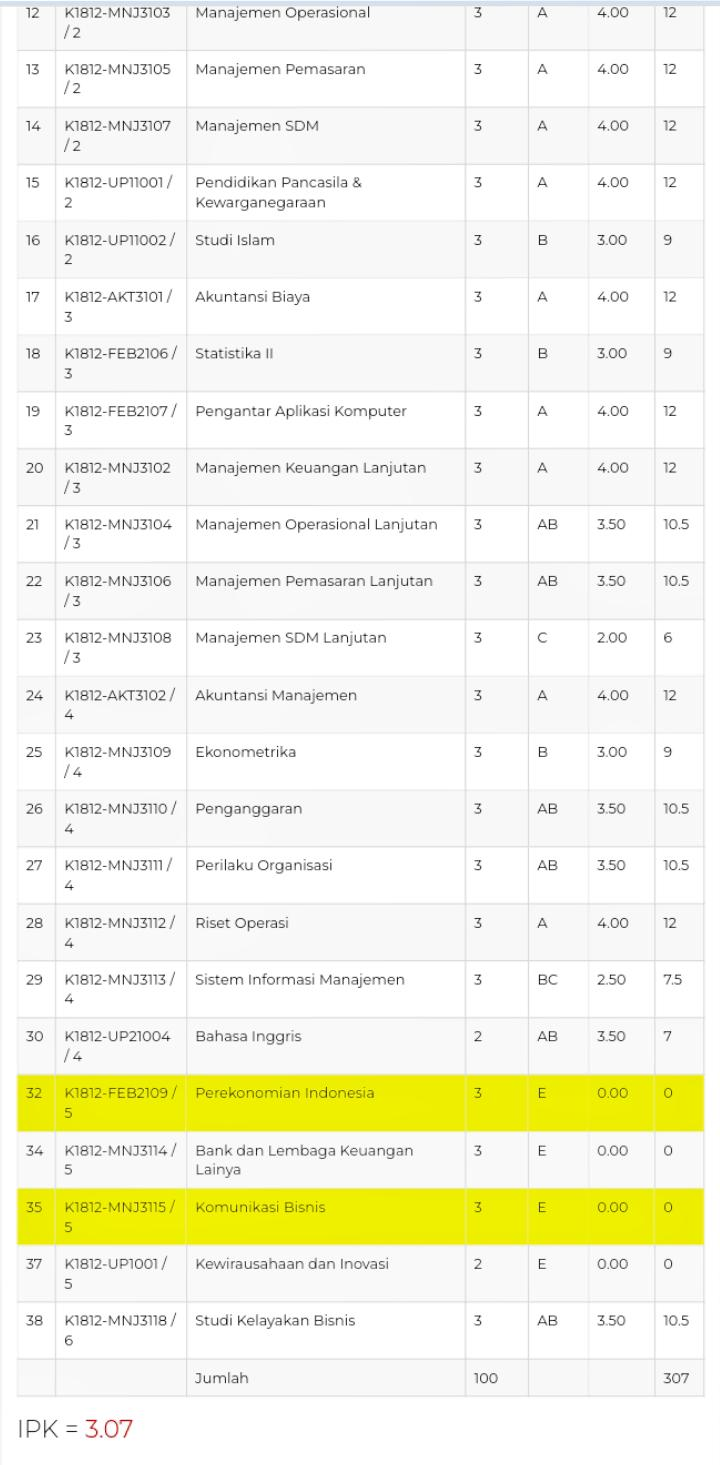 12 K1812-MNJ3103 Manajemen Operasional 3 A 4.00 12
/ 2
13 K1812-MNJ3105 Manajemen Pemasaran 3 A 4.00 12
/ 2
14 K1812-MNJ3107 Manajemen SDM 3 A 4.00 12
/ 2
15 K1812-UP11001 / Pendidikan Pancasila & 3 A 4.00 12
2 Kewarganegaraan
16 K1812-UP11002 / Studi Islam 3 B 3.00 9
2
17 K1812-AKT3101 / Akuntansi Biaya 3 A 4.00 12
3
18 K1812-FEB2106 / Statistika II 3 B 3.00 9
3
19 K1812-FEB2107 / Pengantar Aplikasi Komputer 3 A 4.00 12
3
20 K1812-MNJ3102 Manajemen Keuangan Lanjutan 3 A 4.00 12
/ 3
21 K1812-MNJ3104 Manajemen Operasional Lanjutan 3 AB 3.50 10.5
/ 3
22 K1812-MNJ3106 Manajemen Pemasaran Lanjutan 3 AB 3.50 10.5
/ 3
23 K1812-MNJ3108 Manajemen SDM Lanjutan 3 C 2.00 6
/ 3
24 K1812-AKT3102 / Akuntansi Manajemen 3 A 4.00 12
4
25 K1812-MNJ3109 Ekonometrika 3 B 3.00 9
/ 4
26 K1812-MNJ3110 / Penganggaran 3 AB 3.50 10.5
4
27 K1812-MNJ3111 / Perilaku Organisasi 3 AB 3.50 10.5
4
28 K1812-MNJ3112 / Riset Operasi 3 A 4.00 12
4
29 K1812-MNJ3113 / Sistem Informasi Manajemen 3 BC 2.50 7.5
4
30 K1812-UP21004 Bahasa Inggris 2 AB 3.50 7
/ 4
32 K1812-FEB2109 / Perekonomian Indonesia 3 E 0.00 0
5
34 K1812-MNJ3114 / Bank dan Lembaga Keuangan 3 E 0.00 0
5 Lainya
35 K1812-MNJ3115 / Komunikasi Bisnis 3 E 0.00 0
5
37 K1812-UP1001 / Kewirausahaan dan Inovasi 2 E 0.00 0
5
38 K1812-MNJ3118 / Studi Kelayakan Bisnis 3 AB 3.50 10.5
6
Jumlah 100 307
IPK = 3.07